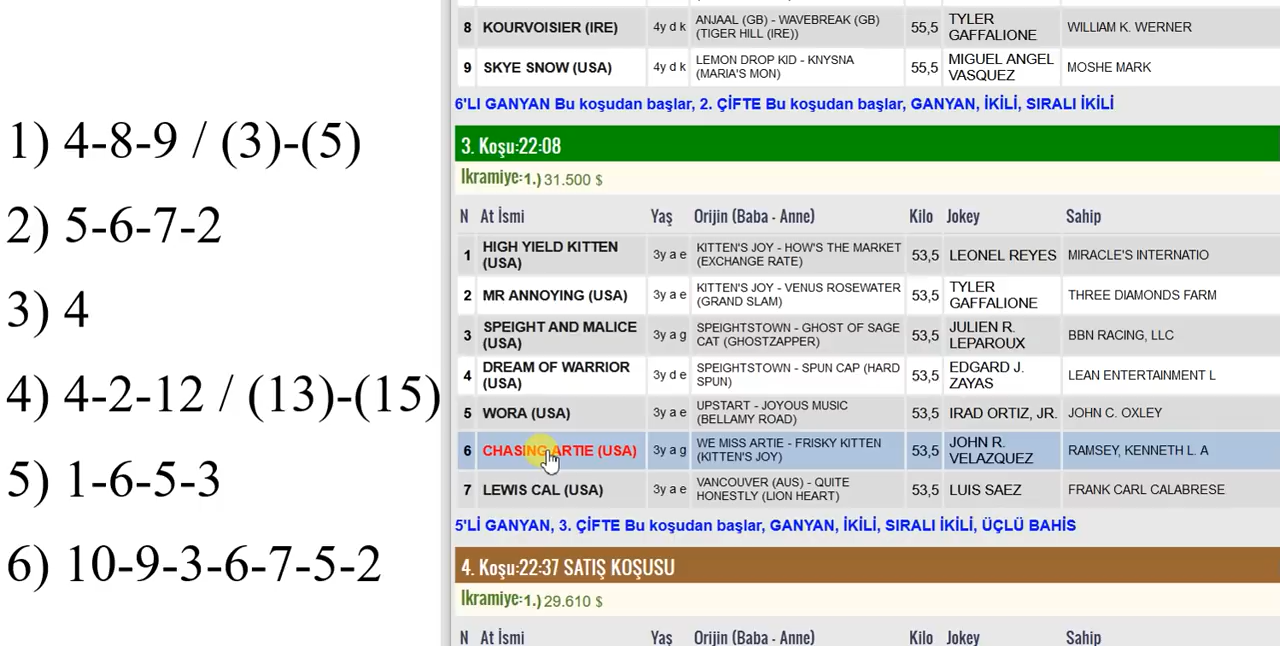 1) 4-8-9 / (3)-(5)
2) 5-6-7-2
3) 4
4) 4-2-12 / (13)-(15)
5) 1-6-5-3
6) 10-9-3-6-7-5-2
8 KOURVOISIER (IRE) 4y d k ANJAAL (GB) - WAVEBREAK (GB) (TIGER HILL (IRE)) 55,5 TYLER GAFFALIONE WILLIAM K. WERNER
9 SKYE SNOW (USA) 4y d k LEMON DROP KID - KNYSNA (MARIA'S MON) 55,5 MIGUEL ANGEL VASQUEZ MOSHE MARK
6'LI GANYAN Bu koşudan başlar, 2. ÇİFTE Bu koşudan başlar, GANYAN, İKİLİ, SIRALI İKİLİ
3. Koşu:22:08
Ikramiye:1.) 31.500 $
N At İsmi Yaş Orijin (Baba - Anne) Kilo Jokey Sahip
1 HIGH YIELD KITTEN (USA) 3y a e KITTEN'S JOY - HOW'S THE MARKET (EXCHANGE RATE) 53,5 LEONEL REYES MIRACLE'S INTERNATIO
2 MR ANNOYING (USA) 3y a e KITTEN'S JOY - VENUS ROSEWATER (GRAND SLAM) 53,5 TYLER GAFFALIONE THREE DIAMONDS FARM
3 SPEIGHT AND MALICE (USA) 3y a g SPEIGHTSTOWN - GHOST OF SAGE CAT (GHOSTZAPPER) 53,5 JULIEN R. LEPAROUX BBN RACING, LLC
4 DREAM OF WARRIOR (USA) 3y d e SPEIGHTSTOWN - SPUN CAP (HARD SPUN) 53,5 EDGARD J. ZAYAS LEAN ENTERTAINMENT L
5 WORA (USA) 3y a e UPSTART - JOYOUS MUSIC (BELLAMY ROAD) 53,5 IRAD ORTIZ, JR. JOHN C. OXLEY
6 CHASING ARTIE (USA) 3y a g WE MISS ARTIE - FRISKY KITTEN (KITTEN'S JOY) 53,5 JOHN R. VELAZQUEZ RAMSEY, KENNETH L. A
7 LEWIS CAL (USA) 3y a e VANCOUVER (AUS) - QUITE HONESTLY (LION HEART) 53,5 LUIS SAEZ FRANK CARL CALABRESE
5'Lİ GANYAN, 3. ÇİFTE Bu koşudan başlar, GANYAN, İKİLİ, SIRALI İKİLİ, ÜÇLÜ BAHİS
4. Koşu:22:37 SATIŞ KOŞUSU
Ikramiye:1.) 29.610 $
N At İsmi Yaş Orijin (Baba - Anne) Kilo Jokey Sahip